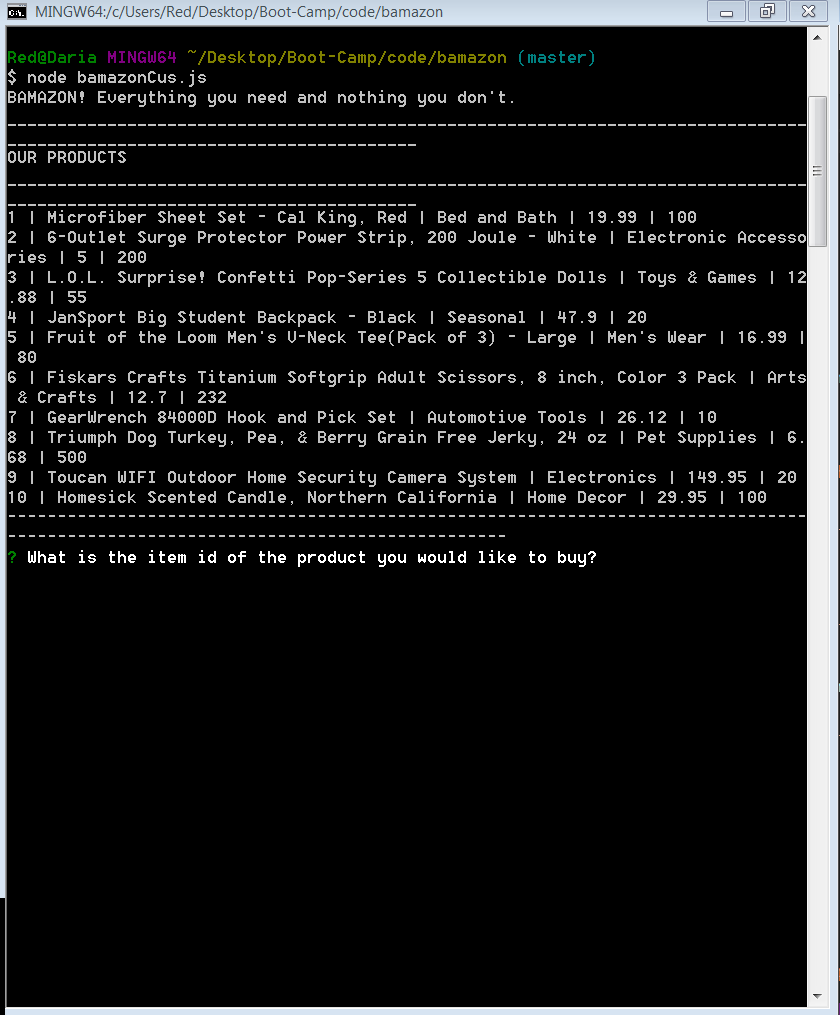 MINGW64:/c/Users/Red/Desktop/Boot-Camp/code/bamazon
Red@Daria MINGW64 ~/Desktop/Boot-Camp/code/bamazon (master)
$ node bamazonCus.js
BAMAZON! Everything you need and nothing you don't.
--------------------------------------------------------------------------------
-----------------------------------------
OUR PRODUCTS
--------------------------------------------------------------------------------
-----------------------------------------
1 | Microfiber Sheet Set - Cal King, Red | Bed and Bath | 19.99 | 100
2 | 6-Outlet Surge Protector Power Strip, 200 Joule - White | Electronic Accesso
ries | 5 | 200
3 | L.O.L. Surprise! Confetti Pop-Series 5 Collectible Dolls | Toys & Games | 12
.88 | 55
4 | JanSport Big Student Backpack - Black | Seasonal | 47.9 | 20
5 | Fruit of the Loom Men's V-Neck Tee(Pack of 3) - Large | Men's Wear | 16.99 |
 80
6 | Fiskars Crafts Titanium Softgrip Adult Scissors, 8 inch, Color 3 Pack | Arts
 & Crafts | 12.7 | 232
7 | GearWrench 84000D Hook and Pick Set | Automotive Tools | 26.12 | 10
8 | Triumph Dog Turkey, Pea, & Berry Grain Free Jerky, 24 oz | Pet Supplies | 6.
68 | 500
9 | Toucan WIFI Outdoor Home Security Camera System | Electronics | 149.95 | 20
10 | Homesick Scented Candle, Northern California | Home Decor | 29.95 | 100
--------------------------------------------------------------------------------
--------------------------------------------------
? What is the item id of the product you would like to buy?